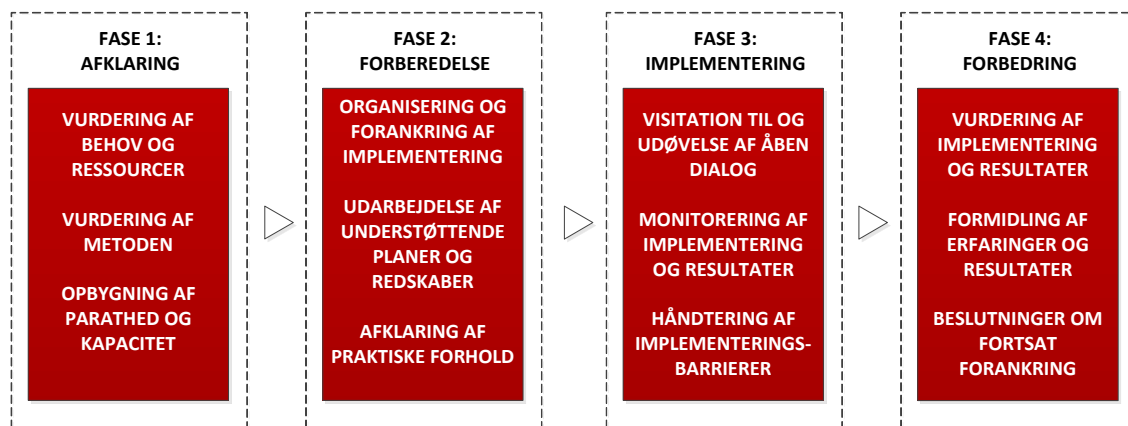 FASE 1:
AFKLARING
VURDERING AF
BEHOV OG
RESSOURCER
VURDERING AF
METODEN
OPBYGNING AF
PARATHED OG
KAPACITET
FASE 2:
FORBEREDELSE
ORGANISERING OG
FORANKRING AF
IMPLEMENTERING
UDARBEJDELSE AF
UNDERSTØTTENDE
PLANER OG
REDSKABER
AFKLARING AF
PRAKTISKE FORHOLD
FASE 3:
IMPLEMENTERING
VISITATION TIL OG
UDØVELSE AF ÅBEN
DIALOG
MONITORERING AF
IMPLEMENTERING
OG RESULTATER
HÅNDTERING AF
IMPLEMENTERINGS-
BARRIERER
FASE 4:
FORBEDRING
VURDERING AF
IMPLEMENTERING
OG RESULTATER
FORMIDLING AF
ERFARINGER OG
RESULTATER
BESLUTNINGER OM
FORTSAT
FORANKRING